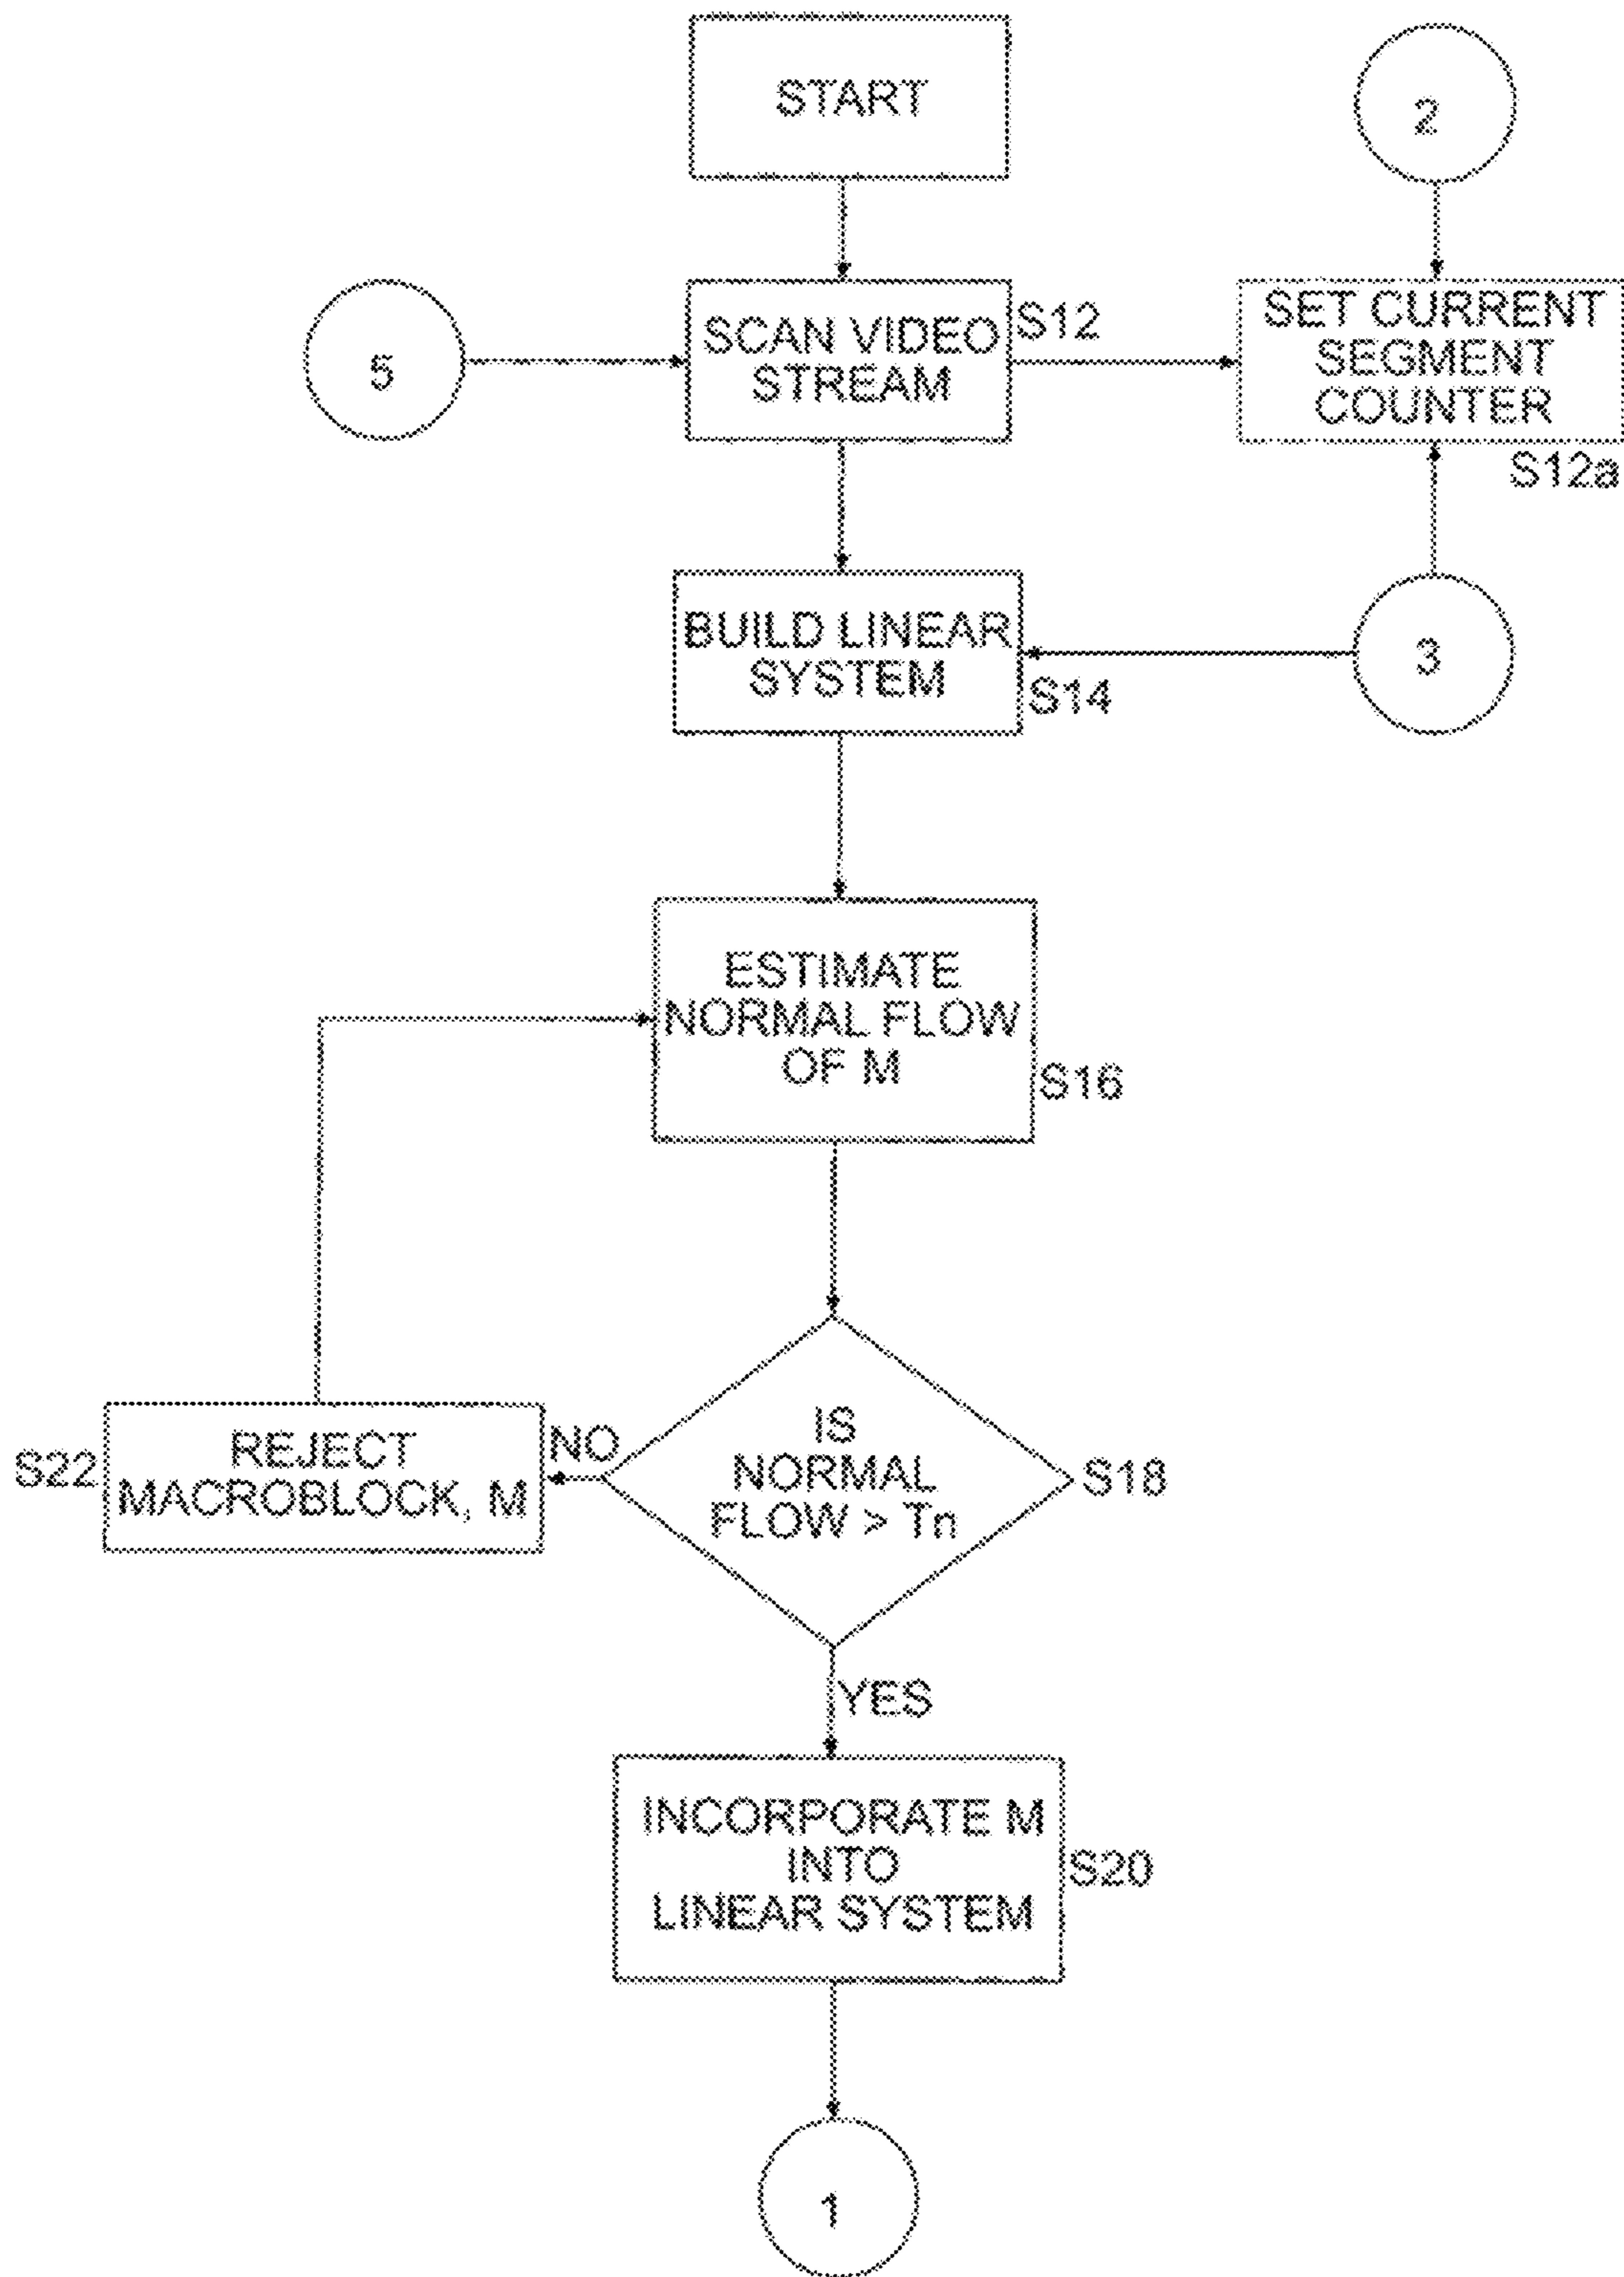 START
2
5
SCAN VIDEO
STREAM
S12
SET CURRENT
SEGMENT
COUNTER
S12a
BUILD LINEAR
SYSTEM
S14
3
ESTIMATE
NORMAL FLOW
OF M
S16
S22
REJECT
MACROBLOCK, M
NO
IS
NORMAL
FLOW > Tn
S18
YES
INCORPORATE M
INTO
LINEAR SYSTEM
S20
1